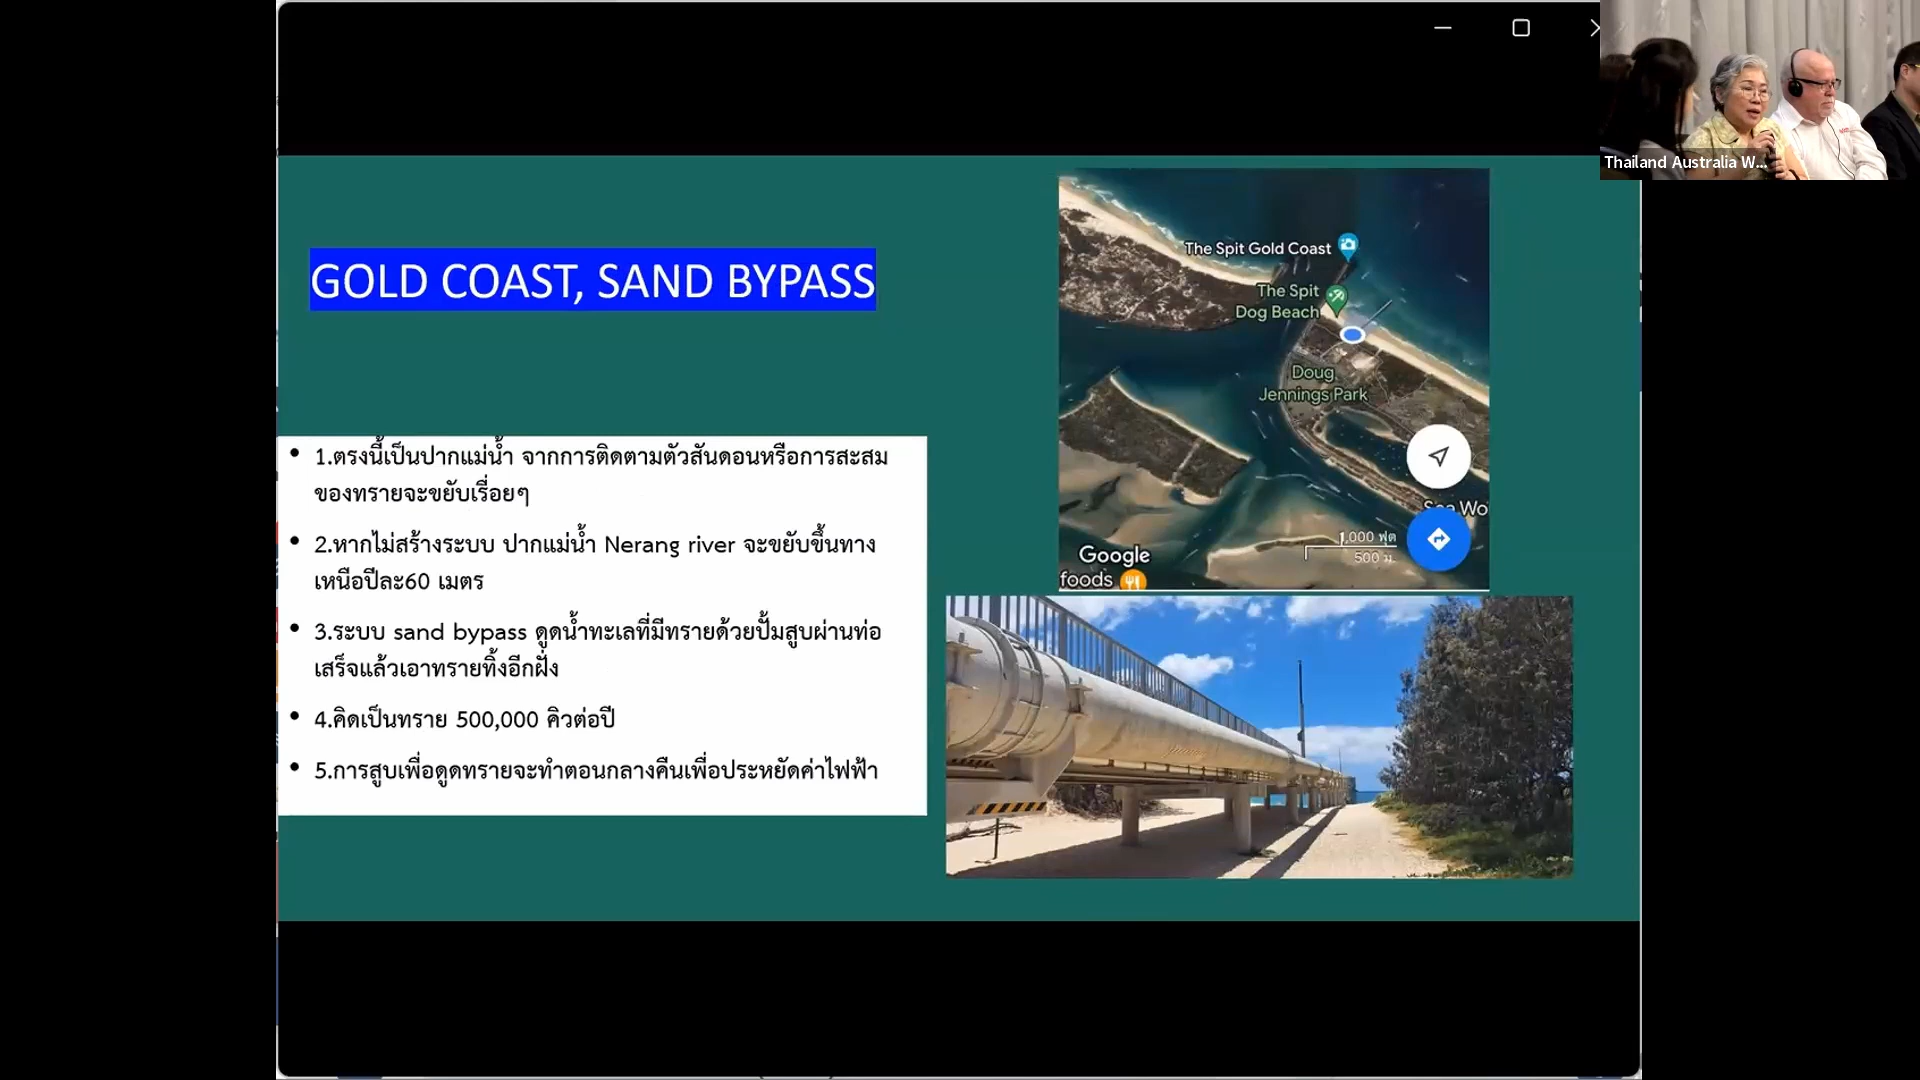 Thailand Australia W...
GOLD COAST, SAND BYPASS
1.ตรงนี้เป็นปากแม่น้ำ จากการติดตามตัวสันดอนหรือการสะสม
ของทรายจะขยับเรื่อยๆ
2.หากไม่สร้างระบบ ปากแม่น้ำ Nerang river จะขยับขึ้นทาง
เหนือปีละ60 เมตร
3.ระบบ sand bypass ดูดน้ำทะเลที่มีทรายด้วยปั้มสูบผ่านท่อ
เสร็จแล้วเอาทรายทิ้งอีกฝั่ง
4.คิดเป็นทราย 500,000 คิวต่อปี
5.การสูบเพื่อดูดทรายจะทำตอนกลางคืนเพื่อประหยัดค่าไฟฟ้า
The Spit Gold Coast
The Spit
Dog Beach
Doug
Jennings Park
Sea Wo
1,000 ฟุต
500 ม.
Google
foods